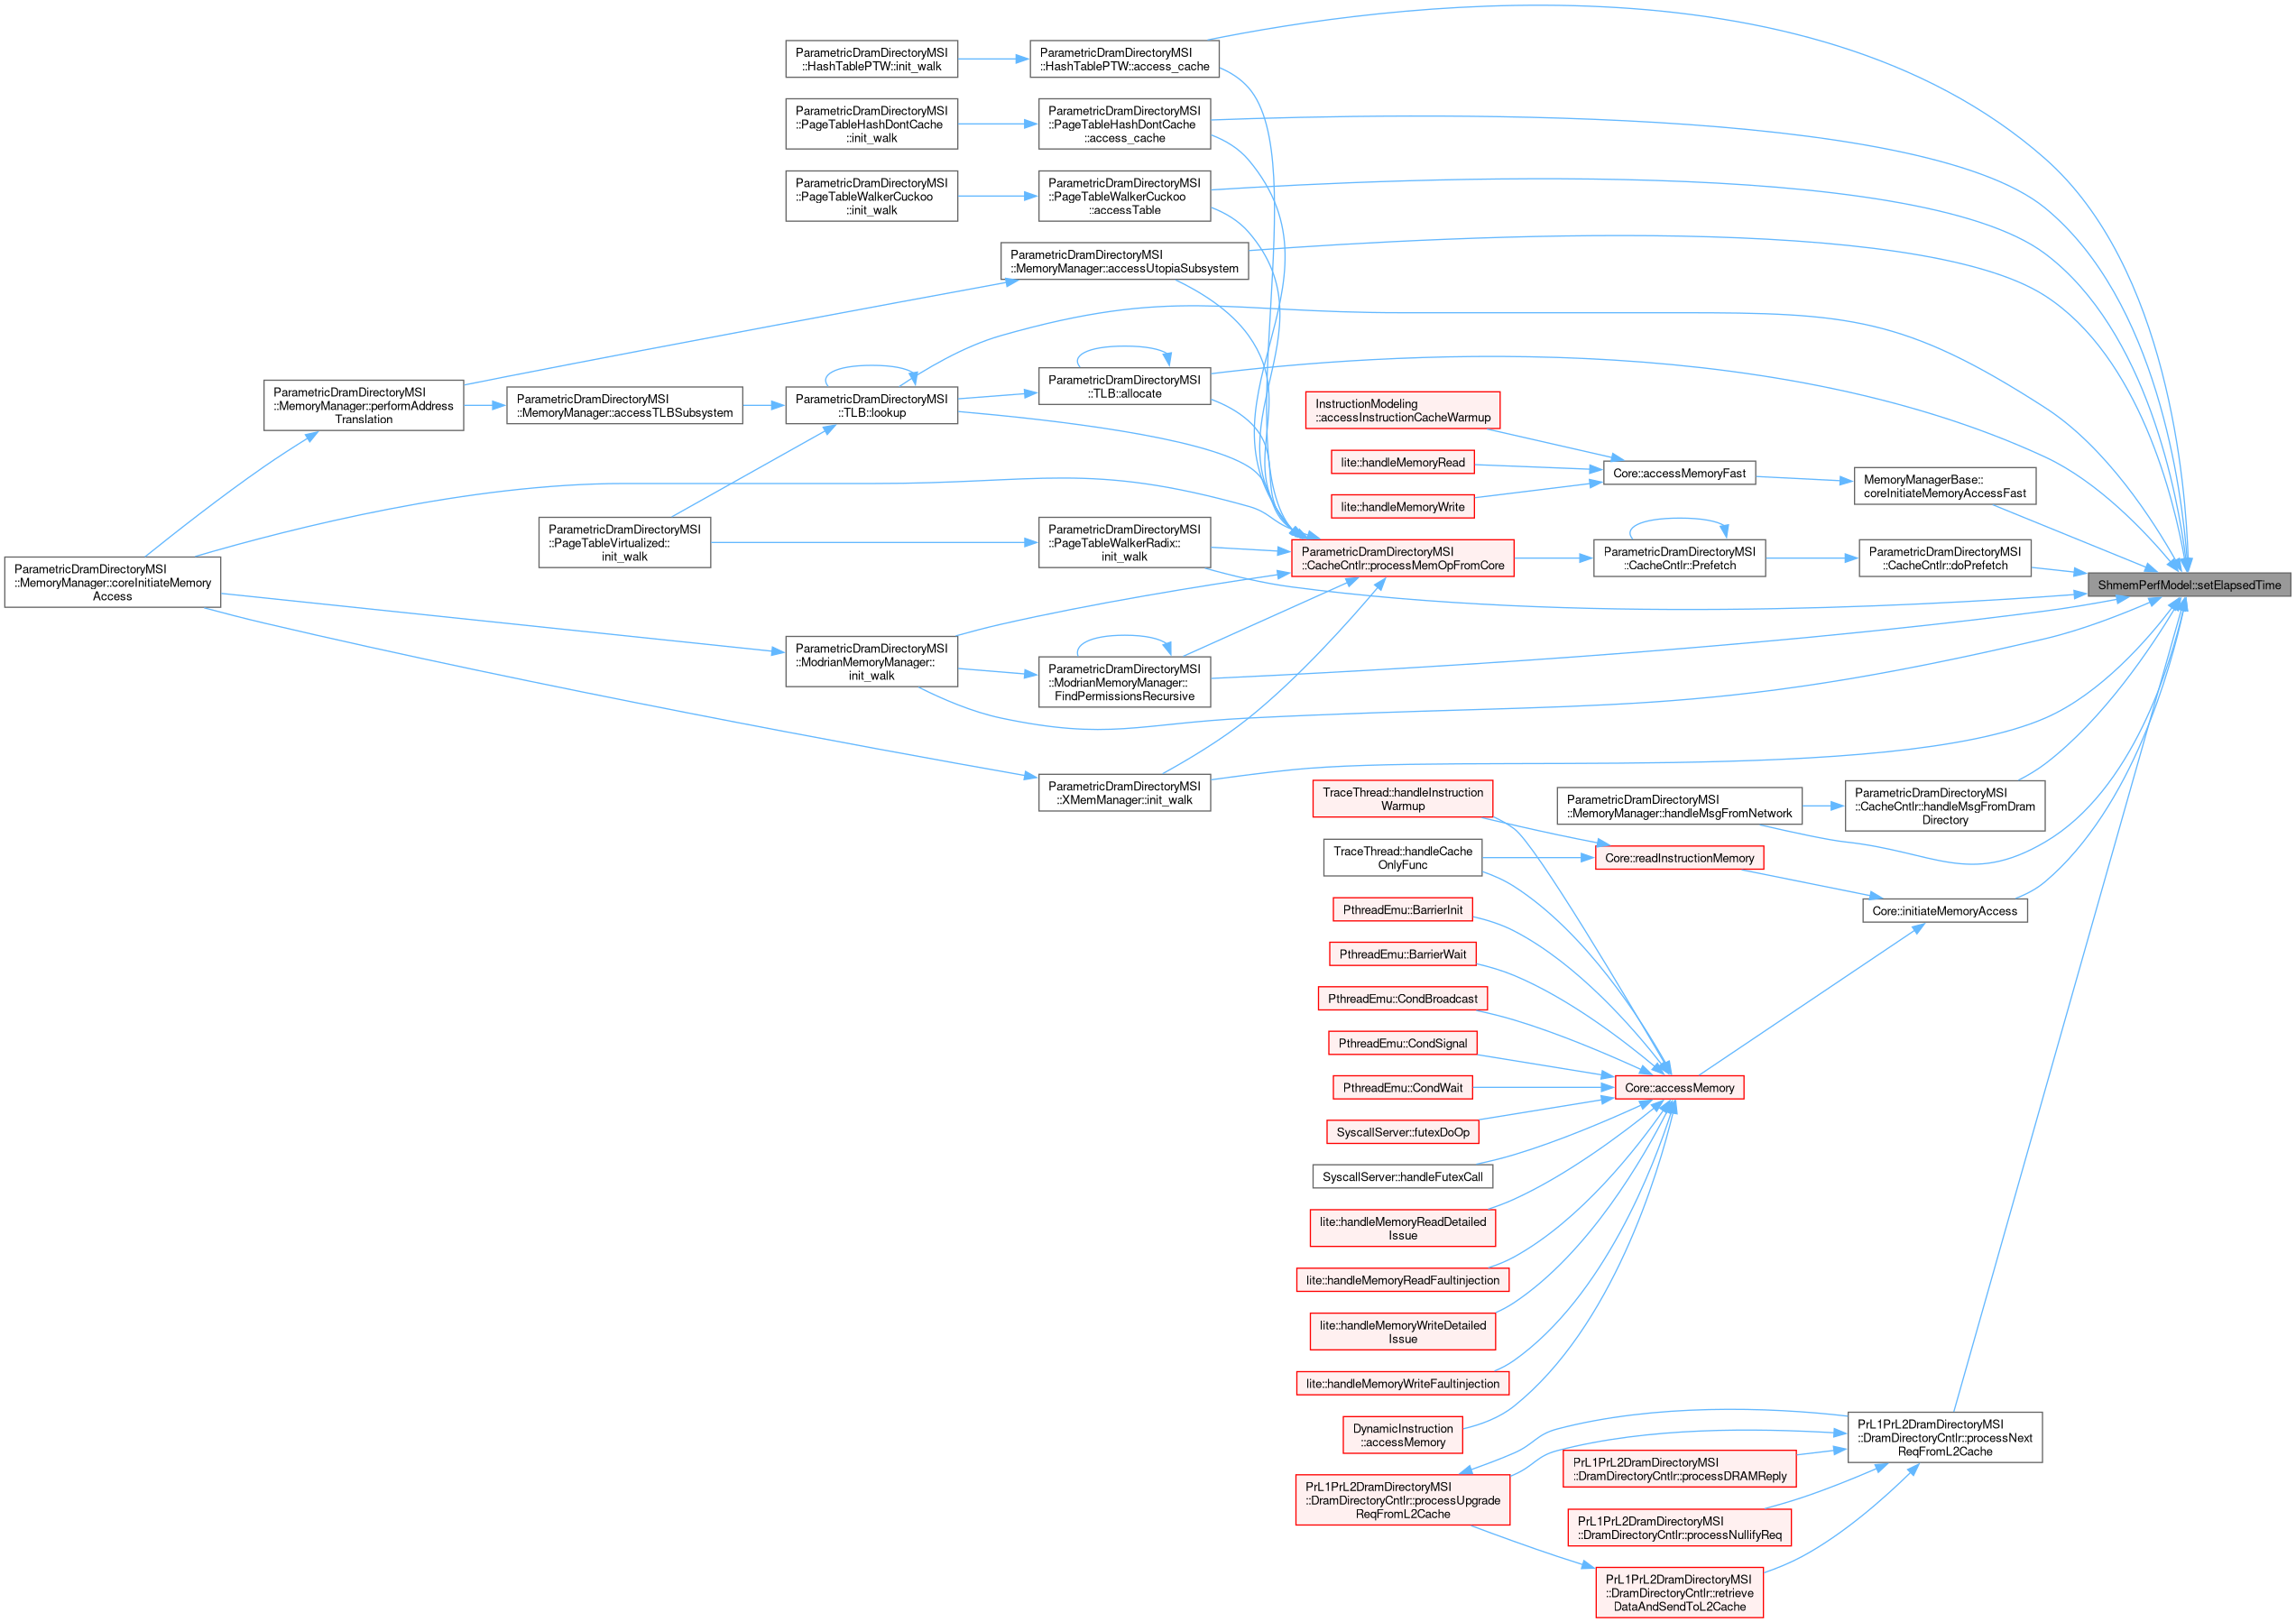 ParametricDramDirectoryMSI
::HashTablePTW::init_walk
ParametricDramDirectoryMSI
::HashTablePTW::access_cache
ParametricDramDirectoryMSI
::PageTableHashDontCache
::init_walk
ParametricDramDirectoryMSI
::PageTableHashDontCache
::access_cache
ParametricDramDirectoryMSI
::PageTableWalkerCuckoo
::init_walk
ParametricDramDirectoryMSI
::PageTableWalkerCuckoo
::accessTable
ParametricDramDirectoryMSI
::MemoryManager::accessUtopiaSubsystem
ParametricDramDirectoryMSI
::MemoryManager::performAddress
Translation
ParametricDramDirectoryMSI
::MemoryManager::accessTLBSubsystem
ParametricDramDirectoryMSI
::TLB::lookup
ParametricDramDirectoryMSI
::TLB::allocate
InstructionModeling
::accessInstructionCacheWarmup
lite::handleMemoryRead
lite::handleMemoryWrite
Core::accessMemoryFast
MemoryManagerBase::
coreInitiateMemoryAccessFast
ParametricDramDirectoryMSI
::MemoryManager::coreInitiateMemory
Access
ParametricDramDirectoryMSI
::PageTableVirtualized::
init_walk
ParametricDramDirectoryMSI
::PageTableWalkerRadix::
init_walk
ParametricDramDirectoryMSI
::CacheCntlr::processMemOpFromCore
ParametricDramDirectoryMSI
::CacheCntlr::Prefetch
ParametricDramDirectoryMSI
::CacheCntlr::doPrefetch
ShmemPerfModel::setElapsedTime
ParametricDramDirectoryMSI
::ModrianMemoryManager::
init_walk
ParametricDramDirectoryMSI
::ModrianMemoryManager::
FindPermissionsRecursive
ParametricDramDirectoryMSI
::XMemManager::init_walk
TraceThread::handleInstruction
Warmup
ParametricDramDirectoryMSI
::MemoryManager::handleMsgFromNetwork
ParametricDramDirectoryMSI
::CacheCntlr::handleMsgFromDram
Directory
TraceThread::handleCache
OnlyFunc
Core::readInstructionMemory
PthreadEmu::BarrierInit
Core::initiateMemoryAccess
PthreadEmu::BarrierWait
PthreadEmu::CondBroadcast
PthreadEmu::CondSignal
PthreadEmu::CondWait
Core::accessMemory
SyscallServer::futexDoOp
SyscallServer::handleFutexCall
lite::handleMemoryReadDetailed
Issue
lite::handleMemoryReadFaultinjection
lite::handleMemoryWriteDetailed
Issue
lite::handleMemoryWriteFaultinjection
DynamicInstruction
::accessMemory
PrL1PrL2DramDirectoryMSI
::DramDirectoryCntlr::processNext
ReqFromL2Cache
PrL1PrL2DramDirectoryMSI
::DramDirectoryCntlr::processDRAMReply
PrL1PrL2DramDirectoryMSI
::DramDirectoryCntlr::processUpgrade
ReqFromL2Cache
PrL1PrL2DramDirectoryMSI
::DramDirectoryCntlr::processNullifyReq
PrL1PrL2DramDirectoryMSI
::DramDirectoryCntlr::retrieve
DataAndSendToL2Cache